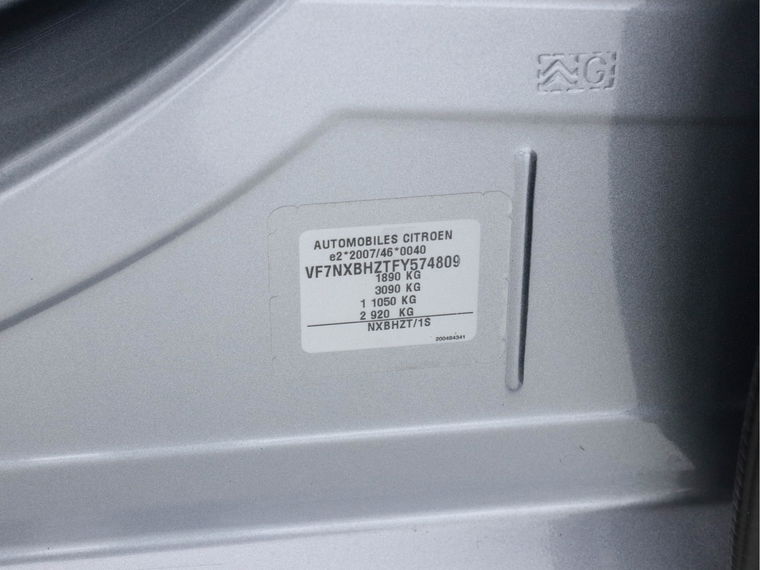 G
AUTOMOBILES CITROEN
e2*2007/46*0040
VF7NXBHZTFY574809
1890 KG
3090 KG
1 1050 KG
2 920 KG
NXBHZT/1S
200484341